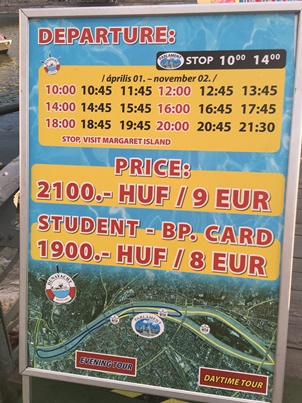 DEPARTURE:
STOP 10⁰⁰ 14⁰⁰
/ április 01. – november 02. /
10:00 10:45 11:45 12:00 12:45 13:45
14:00 14:45 15:45 16:00 16:45 17:45
18:00 18:45 19:45 20:00 20:45 21:30
STOP, VISIT MARGARET ISLAND
PRICE:
2100.- HUF / 9 EUR
STUDENT - BP. CARD
1900.- HUF / 8 EUR
EVENING TOUR
DAYTIME TOUR